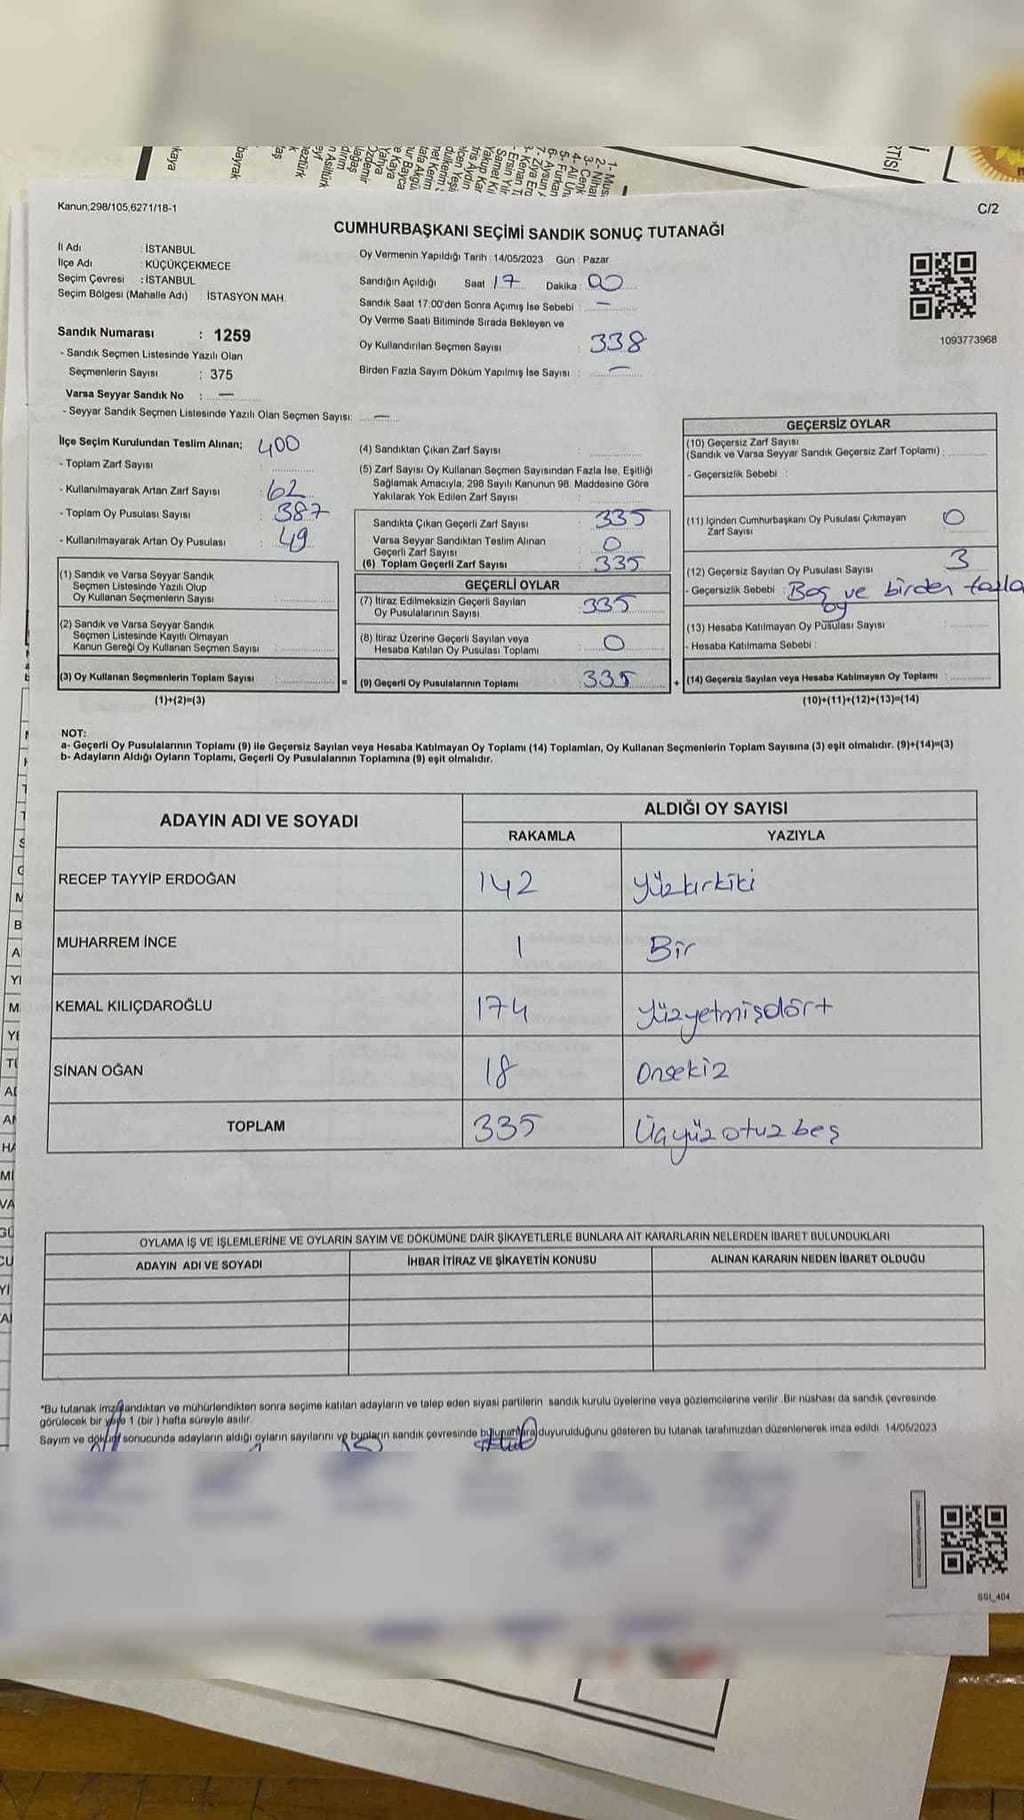 Kanun;298/105,6271/18-1
C/2
CUMHURBAŞKANI SEÇİMİ SANDIK SONUÇ TUTANAĞI
İl Adı : İSTANBUL
İlçe Adı : KÜÇÜKÇEKMECE
Seçim Çevresi : İSTANBUL
Seçim Bölgesi (Mahalle Adı) : İSTASYON MAH.
Sandık Numarası : 1259
- Sandık Seçmen Listesinde Yazılı Olan
Seçmenlerin Sayısı : 375
Varsa Seyyar Sandık No : —
- Seyyar Sandık Seçmen Listesinde Yazılı Olan Seçmen Sayısı: —
Oy Vermenin Yapıldığı Tarih : 14/05/2023 Gün : Pazar
Sandığın Açıldığı Saat 17 Dakika : 00
Sandık Saat 17:00'den Sonra Açımış İse Sebebi : —
Oy Verme Saati Bitiminde Sırada Bekleyen ve
Oy Kullandırılan Seçmen Sayısı : 338
Birden Fazla Sayım Döküm Yapılmış İse Sayısı : —
1093773968
İlçe Seçim Kurulundan Teslim Alınan; 400
- Toplam Zarf Sayısı
- Kullanılmayarak Artan Zarf Sayısı : 62
- Toplam Oy Pusulası Sayısı : 387
- Kullanılmayarak Artan Oy Pusulası : 49
(1) Sandık ve Varsa Seyyar Sandık
Seçmen Listesinde Yazılı Olup
Oy Kullanan Seçmenlerin Sayısı :
(2) Sandık ve Varsa Seyyar Sandık
Seçmen Listesinde Kayıtlı Olmayan
Kanun Gereği Oy Kullanan Seçmen Sayısı :
(3) Oy Kullanan Seçmenlerin Toplam Sayısı :
=
(1)+(2)=(3)
(4) Sandıktan Çıkan Zarf Sayısı :
(5) Zarf Sayısı Oy Kullanan Seçmen Sayısından Fazla İse, Eşitliği
Sağlamak Amacıyla; 298 Sayılı Kanunun 98. Maddesine Göre
Yakılarak Yok Edilen Zarf Sayısı :
Sandıkta Çıkan Geçerli Zarf Sayısı : 335
Varsa Seyyar Sandıktan Teslim Alınan
Geçerli Zarf Sayısı : 0
(6) Toplam Geçerli Zarf Sayısı : 335
GEÇERLİ OYLAR
(7) İtiraz Edilmeksizin Geçerli Sayılan
Oy Pusulalarının Sayısı : 335
(8) İtiraz Üzerine Geçerli Sayılan veya
Hesaba Katılan Oy Pusulası Toplamı : 0
(9) Geçerli Oy Pusulalarının Toplamı : 335
+
GEÇERSİZ OYLAR
(10) Geçersiz Zarf Sayısı
(Sandık ve Varsa Seyyar Sandık Geçersiz Zarf Toplamı) :
- Geçersizlik Sebebi :
(11) İçinden Cumhurbaşkanı Oy Pusulası Çıkmayan 0
Zarf Sayısı
(12) Geçersiz Sayılan Oy Pusulası Sayısı 3
- Geçersizlik Sebebi : Boş ve birden fazla
oy
(13) Hesaba Katılmayan Oy Pusulası Sayısı
- Hesaba Katılmama Sebebi :
(14) Geçersiz Sayılan veya Hesaba Katılmayan Oy Toplamı :
(10)+(11)+(12)+(13)=(14)
NOT:
a- Geçerli Oy Pusulalarının Toplamı (9) ile Geçersiz Sayılan veya Hesaba Katılmayan Oy Toplamı (14) Toplamları, Oy Kullanan Seçmenlerin Toplam Sayısına (3) eşit olmalıdır. (9)+(14)=(3)
b- Adayların Aldığı Oyların Toplamı, Geçerli Oy Pusulalarının Toplamına (9) eşit olmalıdır.
ADAYIN ADI VE SOYADI
ALDIĞI OY SAYISI
RAKAMLA YAZIYLA
RECEP TAYYİP ERDOĞAN 142 yüzkırkiki
MUHARREM İNCE 1 Bir
KEMAL KILIÇDAROĞLU 174 yüzyetmişdört
SİNAN OĞAN 18 Onsekiz
TOPLAM 335 Üçyüzotuzbeş
OYLAMA İŞ VE İŞLEMLERİNE VE OYLARIN SAYIM VE DÖKÜMÜNE DAİR ŞİKAYETLERLE BUNLARA AİT KARARLARIN NELERDEN İBARET BULUNDUKLARI
ADAYIN ADI VE SOYADI İHBAR İTİRAZ VE ŞİKAYETİN KONUSU ALINAN KARARIN NEDEN İBARET OLDUĞU
*Bu tutanak imzalandıktan ve mühürlendikten sonra seçime katılan adayların ve talep eden siyasi partilerin sandık kurulu üyelerine veya gözlemcilerine verilir. Bir nüshası da sandık çevresinde
görülecek bir yere 1 (bir ) hafta süreyle asılır.
Sayım ve döküm sonucunda adayların aldığı oyların sayılarını ve bunların sandık çevresinde bulunanlara duyurulduğunu gösteren bu tutanak tarafımızdan düzenlenerek imza edildi. 14/05/2023